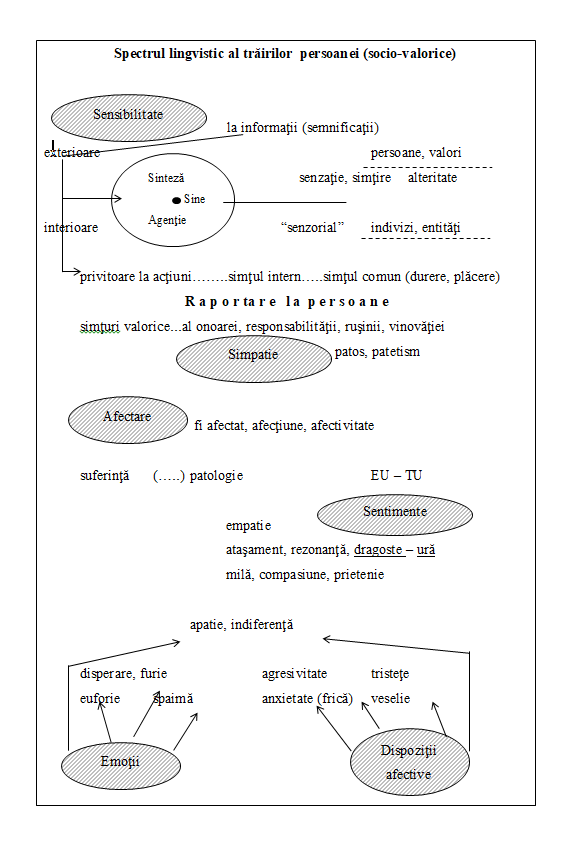 Spectrul lingvistic al trăirilor persoanei (socio-valorice)
Sensibilitate
la informaţii (semnificaţii)
exterioare persoane, valori
Sinteză senzaţie, simţire alteritate
Sine
Agenţie
interioare “senzorial” indivizi, entităţi
privitoare la acţiuni……..simţul intern…..simţul comun (durere, plăcere)
R a p o r t a r e l a p e r s o a n e
simţuri valorice...al onoarei, responsabilităţii, ruşinii, vinovăţiei
Simpatie patos, patetism
Afectare
fi afectat, afecţiune, afectivitate
suferinţă (…..) patologie EU – TU
Sentimente
empatie
ataşament, rezonanţă, dragoste – ură
milă, compasiune, prietenie
apatie, indiferenţă
disperare, furie agresivitate tristeţe
euforie spaimă anxietate (frică) veselie
Emoţii
Dispoziţii
afective